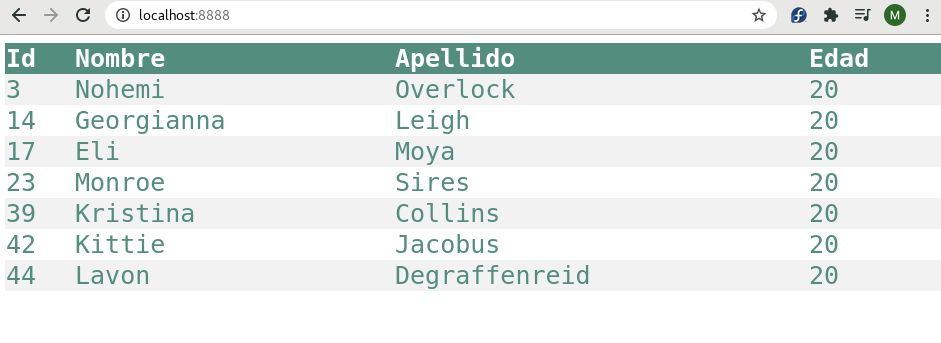 localhost:8888
M
Id Nombre Apellido Edad
3 Nohemi Overlock 20
14 Georgianna Leigh 20
17 Eli Moya 20
23 Monroe Sires 20
39 Kristina Collins 20
42 Kittie Jacobus 20
44 Lavon Degraffenreid 20